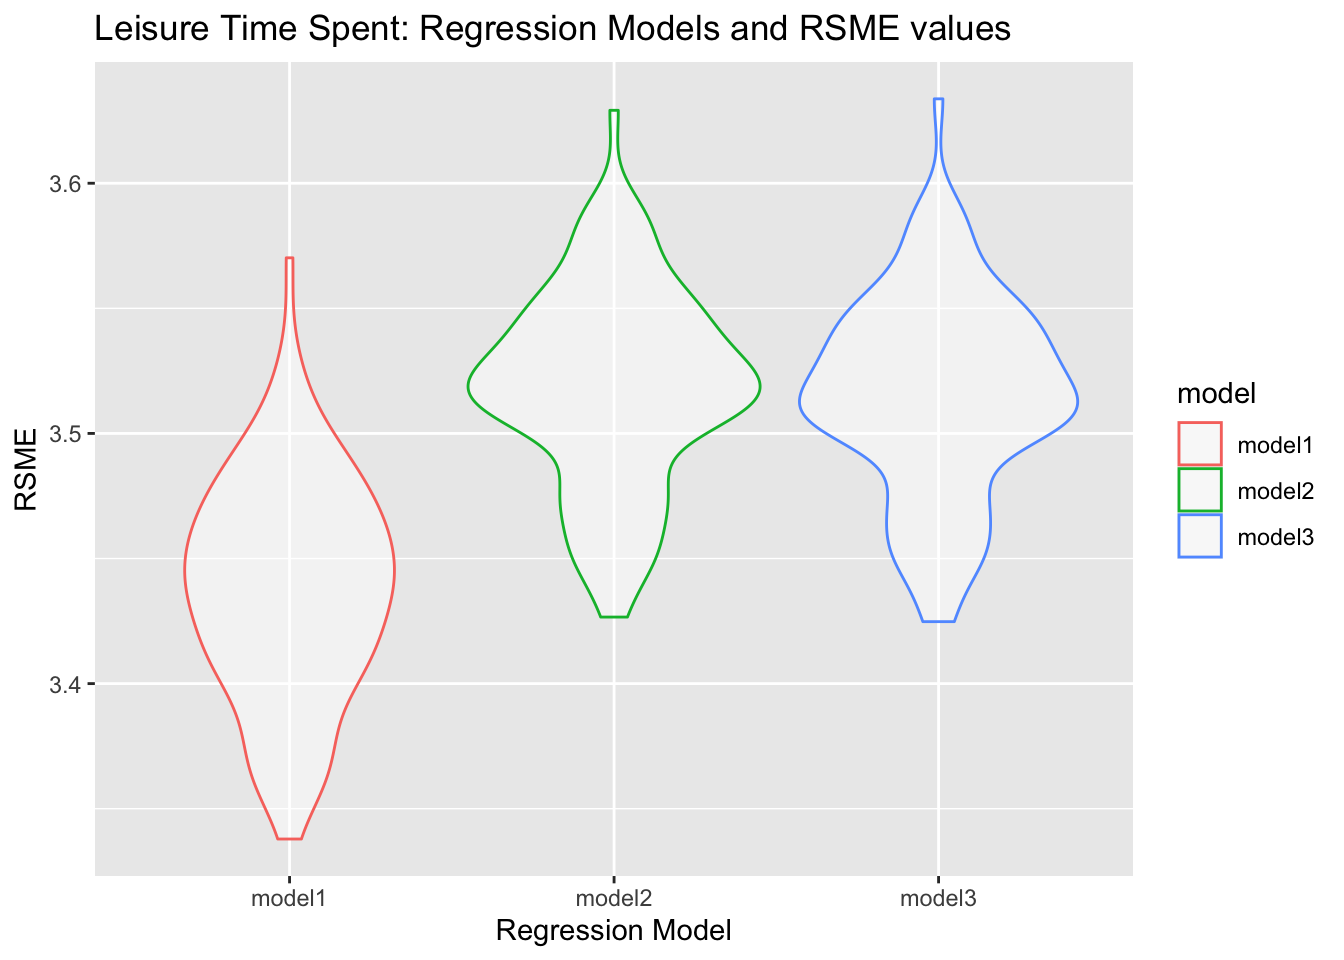 Leisure Time Spent: Regression Models and RSME values
RSME
3.6
3.5
3.4
model1
model2
model3
Regression Model
model
model1
model2
model3